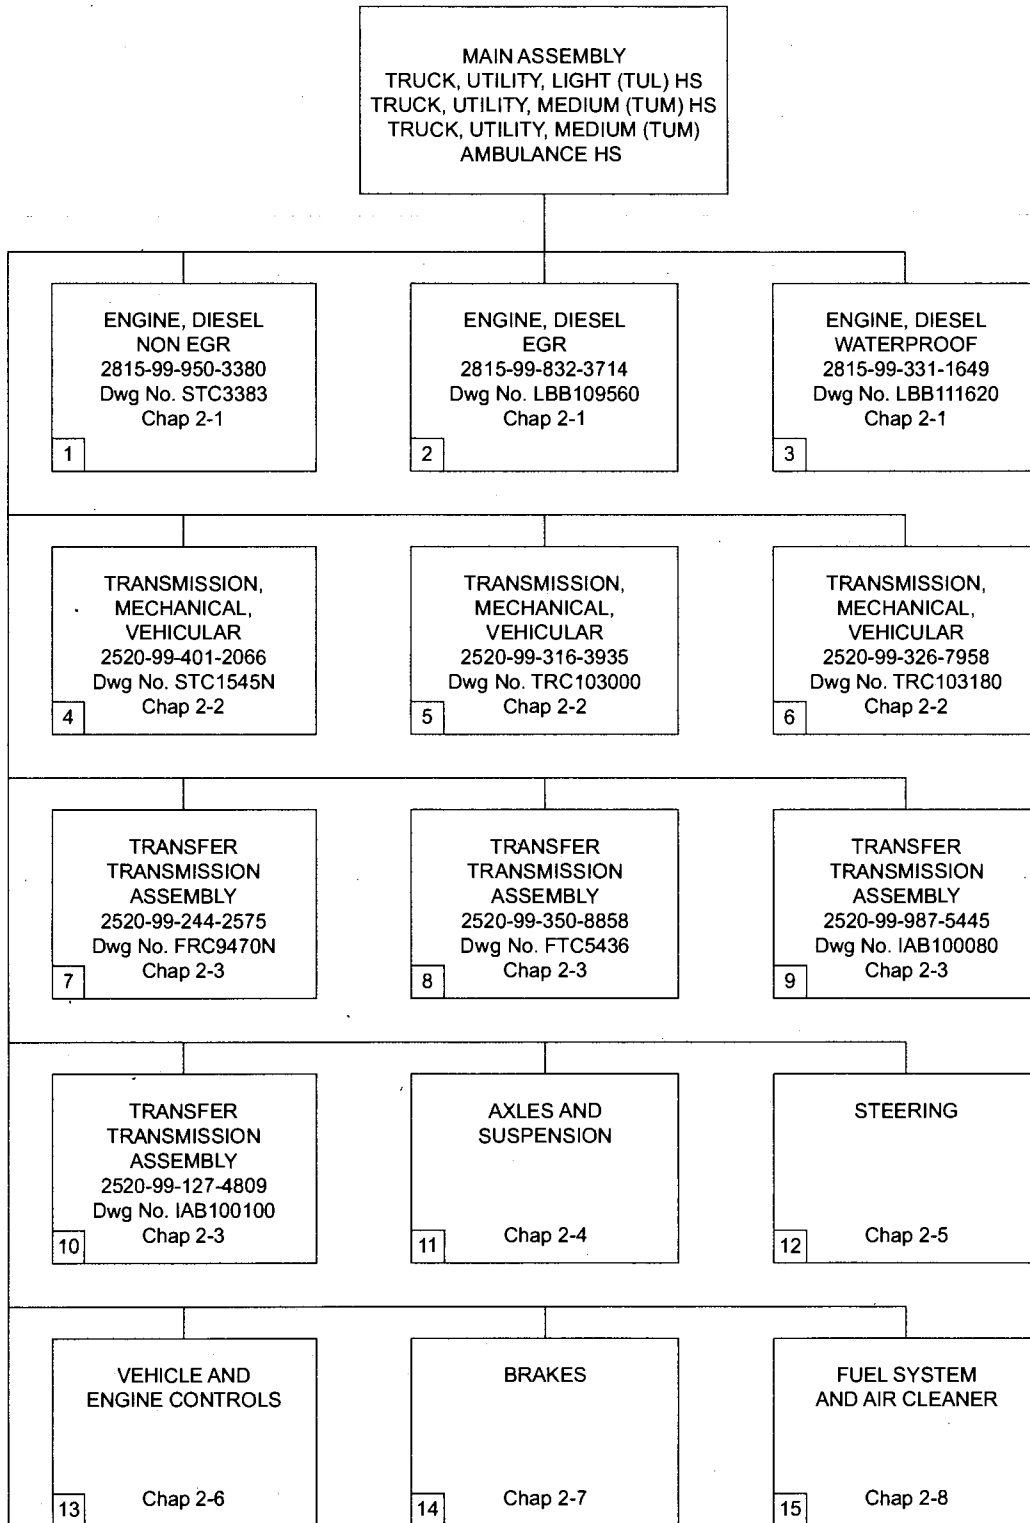 MAIN ASSEMBLY
TRUCK, UTILITY, LIGHT (TUL) HS
TRUCK, UTILITY, MEDIUM (TUM) HS
TRUCK, UTILITY, MEDIUM (TUM)
AMBULANCE HS
ENGINE, DIESEL
NON EGR
2815-99-950-3380
Dwg No. STC3383
Chap 2-1
1
ENGINE, DIESEL
EGR
2815-99-832-3714
Dwg No. LBB109560
Chap 2-1
2
ENGINE, DIESEL
WATERPROOF
2815-99-331-1649
Dwg No. LBB111620
Chap 2-1
3
TRANSMISSION,
MECHANICAL,
VEHICULAR
2520-99-401-2066
Dwg No. STC1545N
Chap 2-2
4
TRANSMISSION,
MECHANICAL,
VEHICULAR
2520-99-316-3935
Dwg No. TRC103000
Chap 2-2
5
TRANSMISSION,
MECHANICAL,
VEHICULAR
2520-99-326-7958
Dwg No. TRC103180
Chap 2-2
6
TRANSFER
TRANSMISSION
ASSEMBLY
2520-99-244-2575
Dwg No. FRC9470N
Chap 2-3
7
TRANSFER
TRANSMISSION
ASSEMBLY
2520-99-350-8858
Dwg No. FTC5436
Chap 2-3
8
TRANSFER
TRANSMISSION
ASSEMBLY
2520-99-987-5445
Dwg No. IAB100080
Chap 2-3
9
TRANSFER
TRANSMISSION
ASSEMBLY
2520-99-127-4809
Dwg No. IAB100100
Chap 2-3
10
AXLES AND
SUSPENSION
Chap 2-4
11
STEERING
Chap 2-5
12
VEHICLE AND
ENGINE CONTROLS
Chap 2-6
13
BRAKES
Chap 2-7
14
FUEL SYSTEM
AND AIR CLEANER
Chap 2-8
15